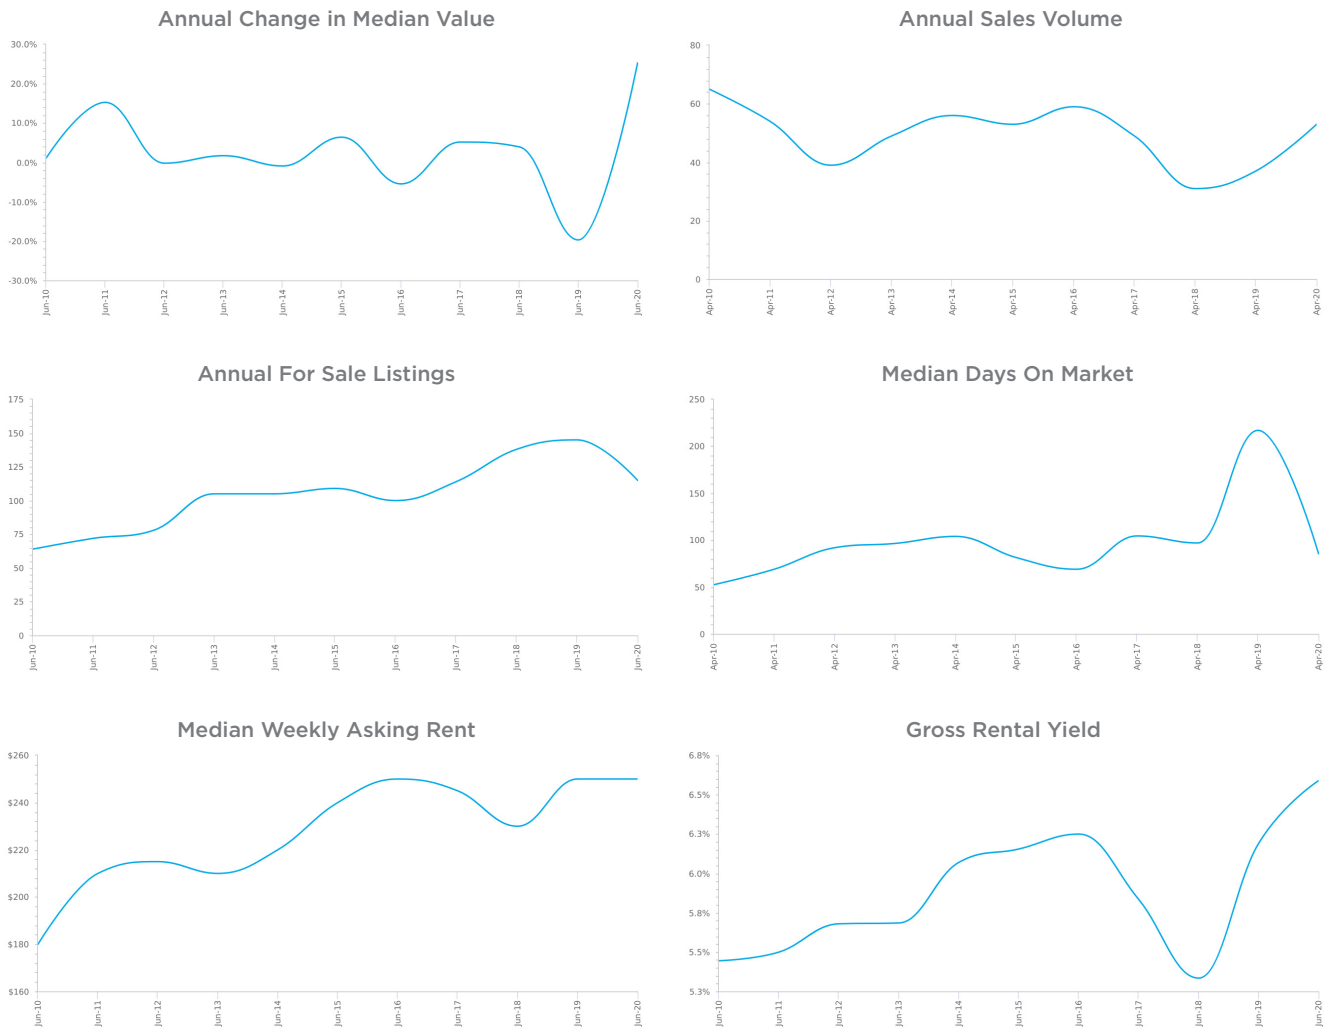 Annual Change in Median Value
30.0%
20.0%
10.0%
0.0%
-10.0%
-20.0%
-30.0%
Jun-10
Jun-11
Jun-12
Jun-13
Jun-14
Jun-15
Jun-16
Jun-17
Jun-18
Jun-19
Jun-20
Annual Sales Volume
80
60
40
20
0
Apr-10
Apr-11
Apr-12
Apr-13
Apr-14
Apr-15
Apr-16
Apr-17
Apr-18
Apr-19
Apr-20
Annual For Sale Listings
175
150
125
100
75
50
25
0
Jun-10
Jun-11
Jun-12
Jun-13
Jun-14
Jun-15
Jun-16
Jun-17
Jun-18
Jun-19
Jun-20
Median Days On Market
250
200
150
100
50
0
Apr-10
Apr-11
Apr-12
Apr-13
Apr-14
Apr-15
Apr-16
Apr-17
Apr-18
Apr-19
Apr-20
Median Weekly Asking Rent
$260
$240
$220
$200
$180
$160
Jun-10
Jun-11
Jun-12
Jun-13
Jun-14
Jun-15
Jun-16
Jun-17
Jun-18
Jun-19
Jun-20
Gross Rental Yield
6.8%
6.5%
6.3%
6.0%
5.8%
5.5%
5.3%
Jun-10
Jun-11
Jun-12
Jun-13
Jun-14
Jun-15
Jun-16
Jun-17
Jun-18
Jun-19
Jun-20